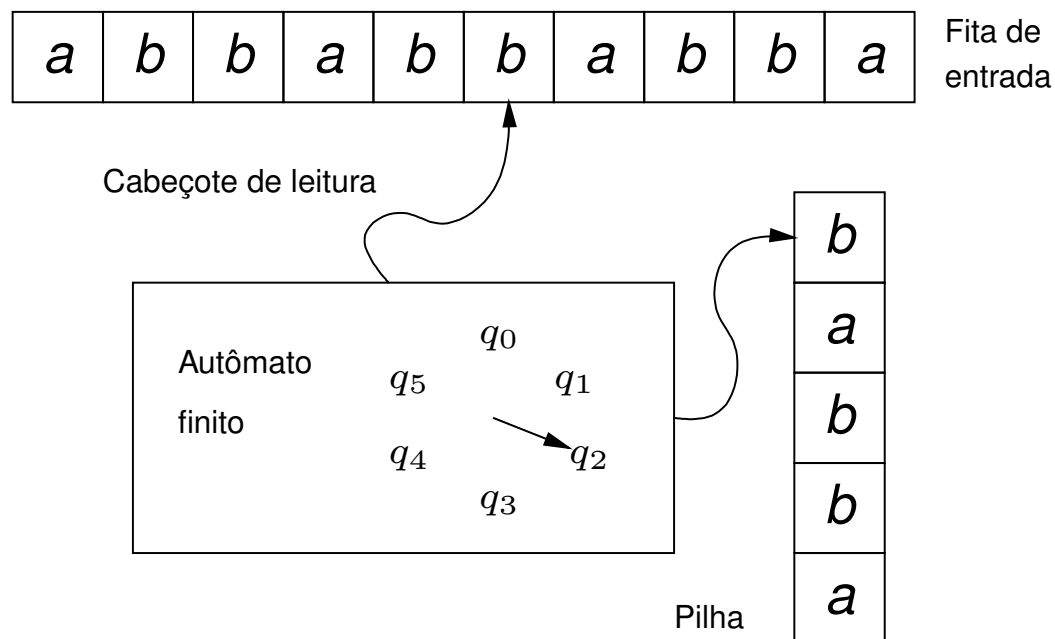 a b b a b b a b b a
Fita de
entrada
Cabeçote de leitura
Autômato
finito
q0
q5
q1
q4
q2
q3
b
a
b
b
a
Pilha